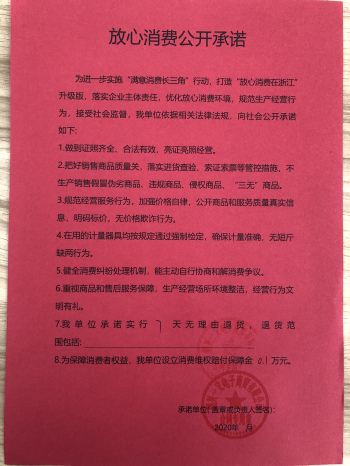 放心消费公开承诺
为进一步实施“满意消费长三角”行动，打造“放心消费在浙江”
升级版，落实企业主体责任，优化放心消费环境，规范生产经营行
为，接受社会监督，我单位依据相关法律法规，向社会公开承诺
如下:
1.做到证照齐全、合法有效，亮证亮照经营。
2.把好销售商品质量关，落实进货查验、索证索票等管控措施，不
生产销售假冒伪劣商品、违规商品、侵权商品、“三无”商品。
3.规范经营服务行为，加强价格自律，公开商品和服务质量真实信
息，明码标价，无价格欺诈行为。
4.在用的计量器具均按规定通过强制检定，确保计量准确，无短斤
缺两行为。
5.健全消费纠纷处理机制，能主动自行协商和解消费争议。
6.重视商品和售后服务保障，生产经营场所环境整洁，经营行为文
明有礼。
7.我单位承诺实行 7 天无理由退货，退货范
围包括:
8.为保障消费者权益，我单位设立消费维权赔付保障金 0.1 万元。
承诺单位(盖章或负责人签名):
2020年 月